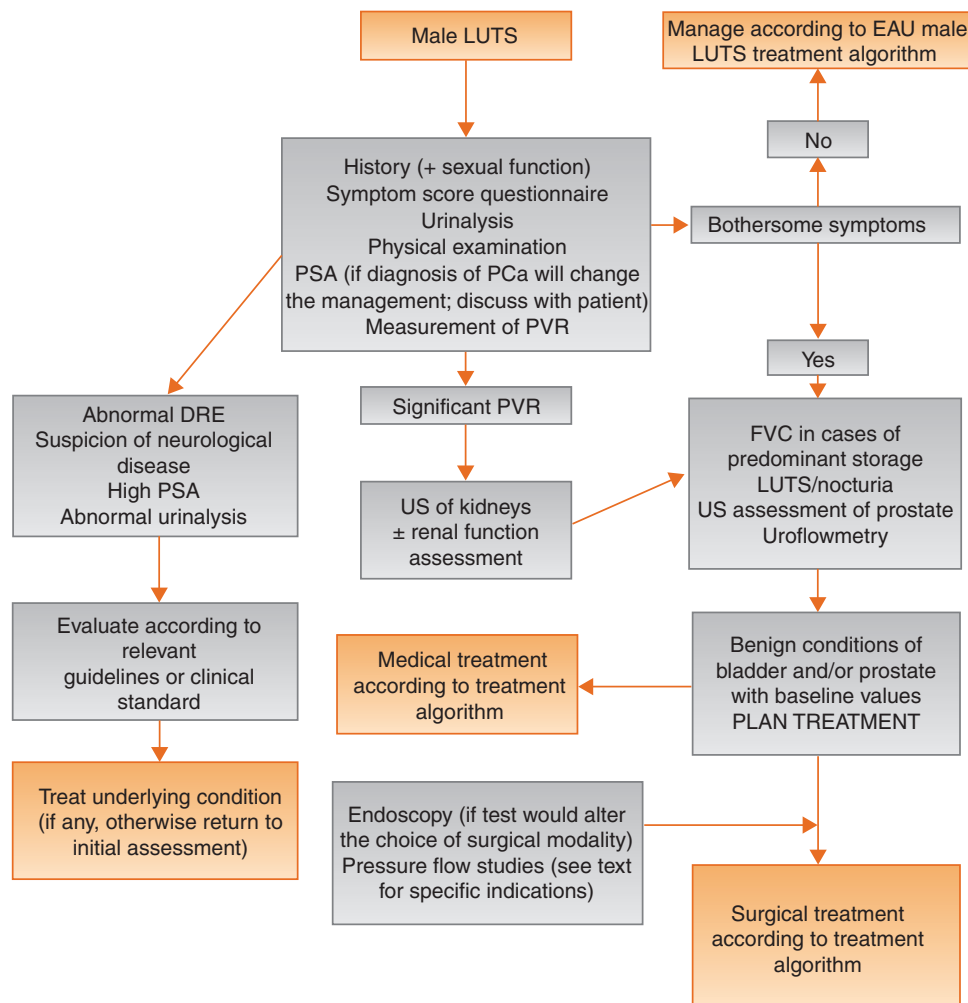 Male LUTS
Manage according to EAU male
LUTS treatment algorithm
No
History (+ sexual function)
Symptom score questionnaire
Urinalysis
Physical examination
PSA (if diagnosis of PCa will change
the management; discuss with patient)
Measurement of PVR
Bothersome symptoms
Yes
Abnormal DRE
Suspicion of neurological
disease
High PSA
Abnormal urinalysis
Significant PVR
US of kidneys
± renal function
assessment
FVC in cases of
predominant storage
LUTS/nocturia
US assessment of prostate
Uroflowmetry
Evaluate according to
relevant
guidelines or clinical
standard
Medical treatment
according to treatment
algorithm
Benign conditions of
bladder and/or prostate
with baseline values
PLAN TREATMENT
Treat underlying condition
(if any, otherwise return to
initial assessment)
Endoscopy (if test would alter
the choice of surgical modality)
Pressure flow studies (see text
for specific indications)
Surgical treatment
according to treatment
algorithm